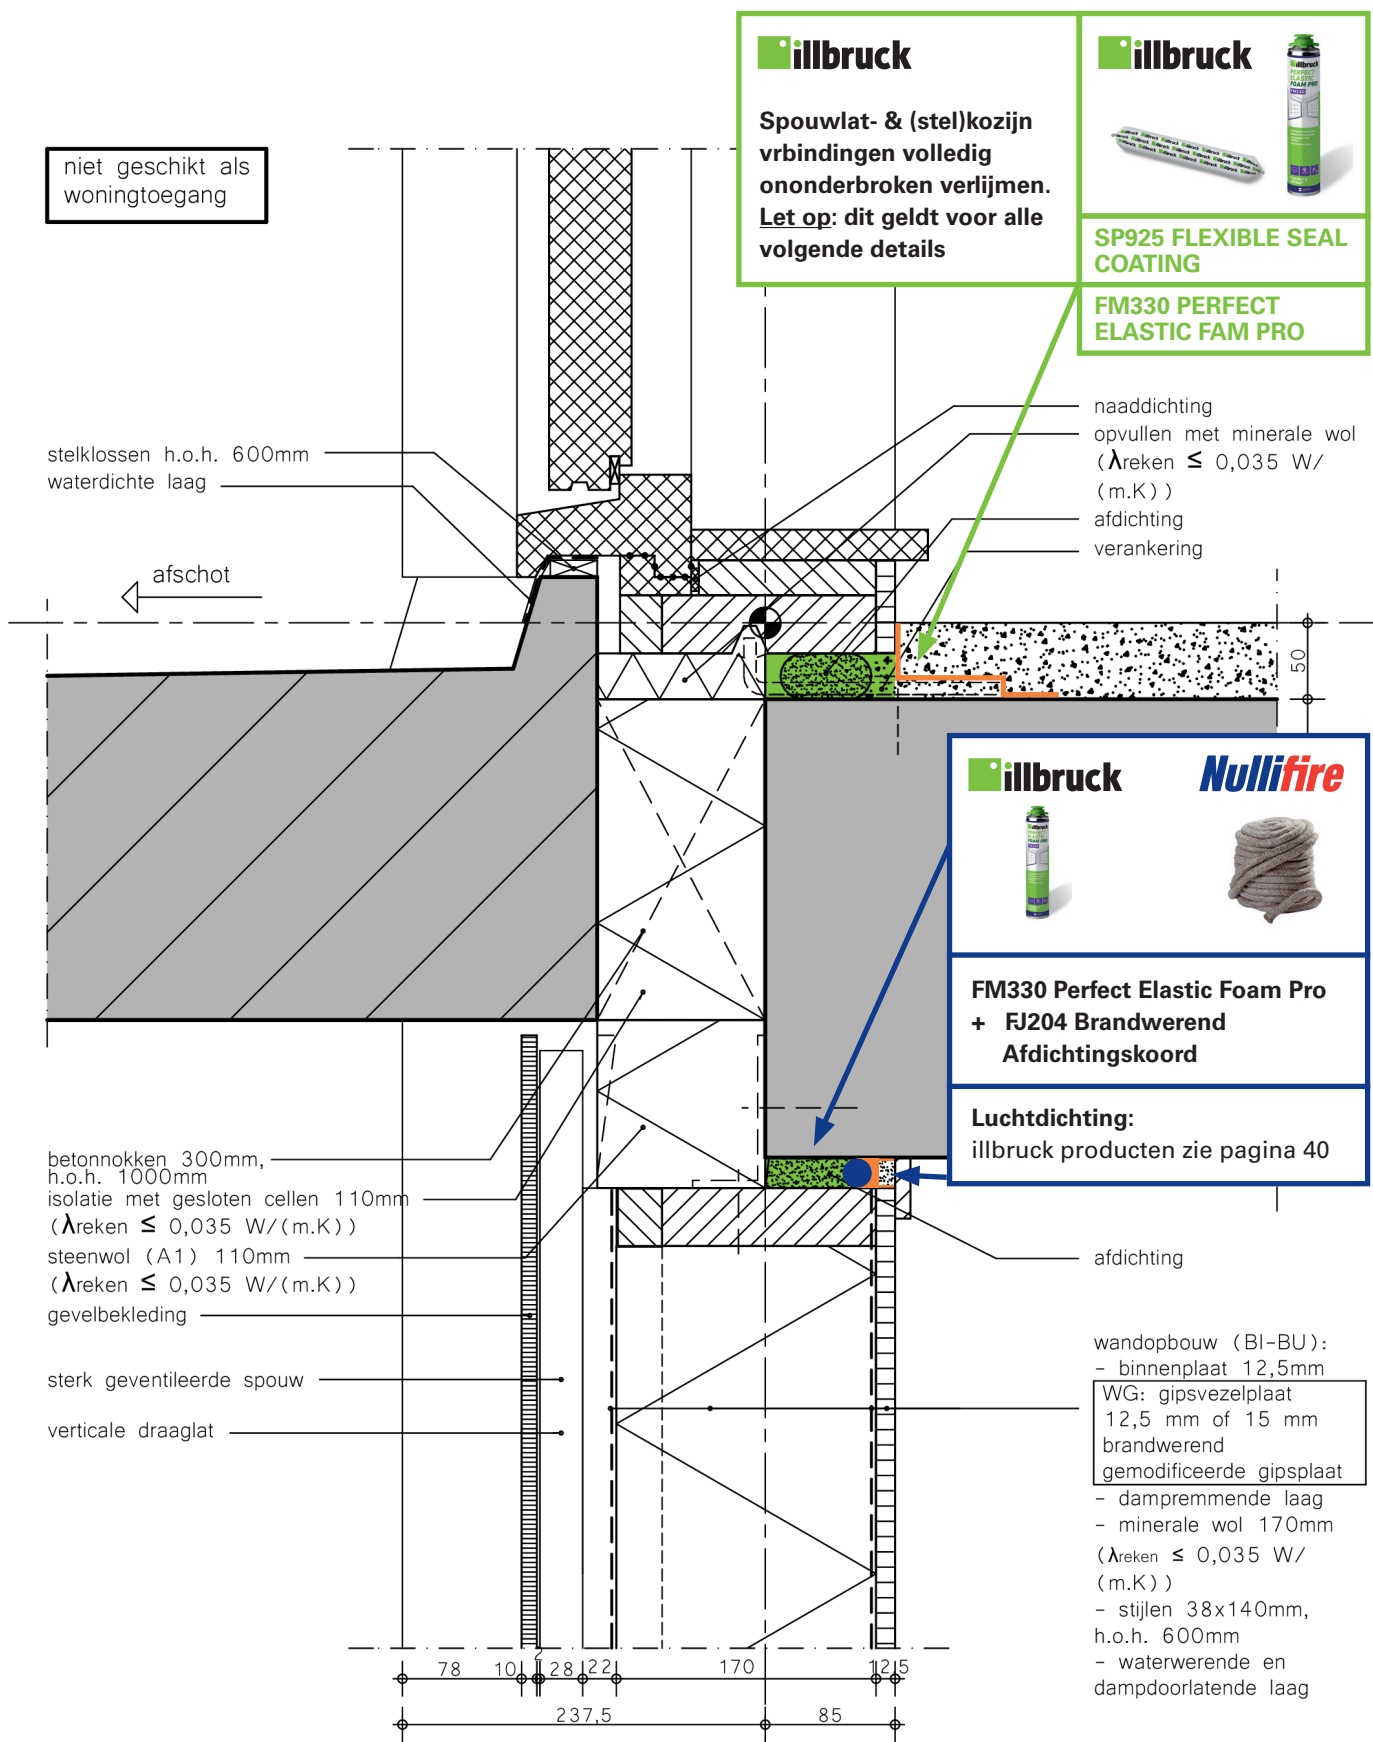 niet geschikt als
woningtoegang
illbruck
Spouwlat- & (stel)kozijn
vrbindingen volledig
ononderbroken verlijmen.
Let op: dit geldt voor alle
volgende details
illbruck
illbruck
PERFECT
ELASTIC
FOAM PRO
SP925 FLEXIBLE SEAL
COATING
FM330 PERFECT
ELASTIC FAM PRO
stelklossen h.o.h. 600mm
waterdichte laag
afschot
naaddichting
opvullen met minerale wol
(λreken ≤ 0,035 W/
(m.K))
afdichting
verankering
50
illbruck
Nullifire
FM330 Perfect Elastic Foam Pro
+ FJ204 Brandwerend
Afdichtingskoord
Luchtdichting:
illbruck producten zie pagina 40
betonnokken 300mm,
h.o.h. 1000mm
isolatie met gesloten cellen 110mm
(λreken ≤ 0,035 W/(m.K))
steenwol (A1) 110mm
(λreken ≤ 0,035 W/(m.K))
gevelbekleding
sterk geventileerde spouw
verticale draaglat
afdichting
wandopbouw (BI-BU):
- binnenplaat 12,5mm
WG: gipsvezelplaat
12,5 mm of 15 mm
brandwerend
gemodificeerde gipsplaat
- dampremmende laag
- minerale wol 170mm
(λreken ≤ 0,035 W/
(m.K))
- stijlen 38x140mm,
h.o.h. 600mm
- waterwerende en
dampdoorlatende laag
78 10 2 28 22 170 12,5
237,5 85